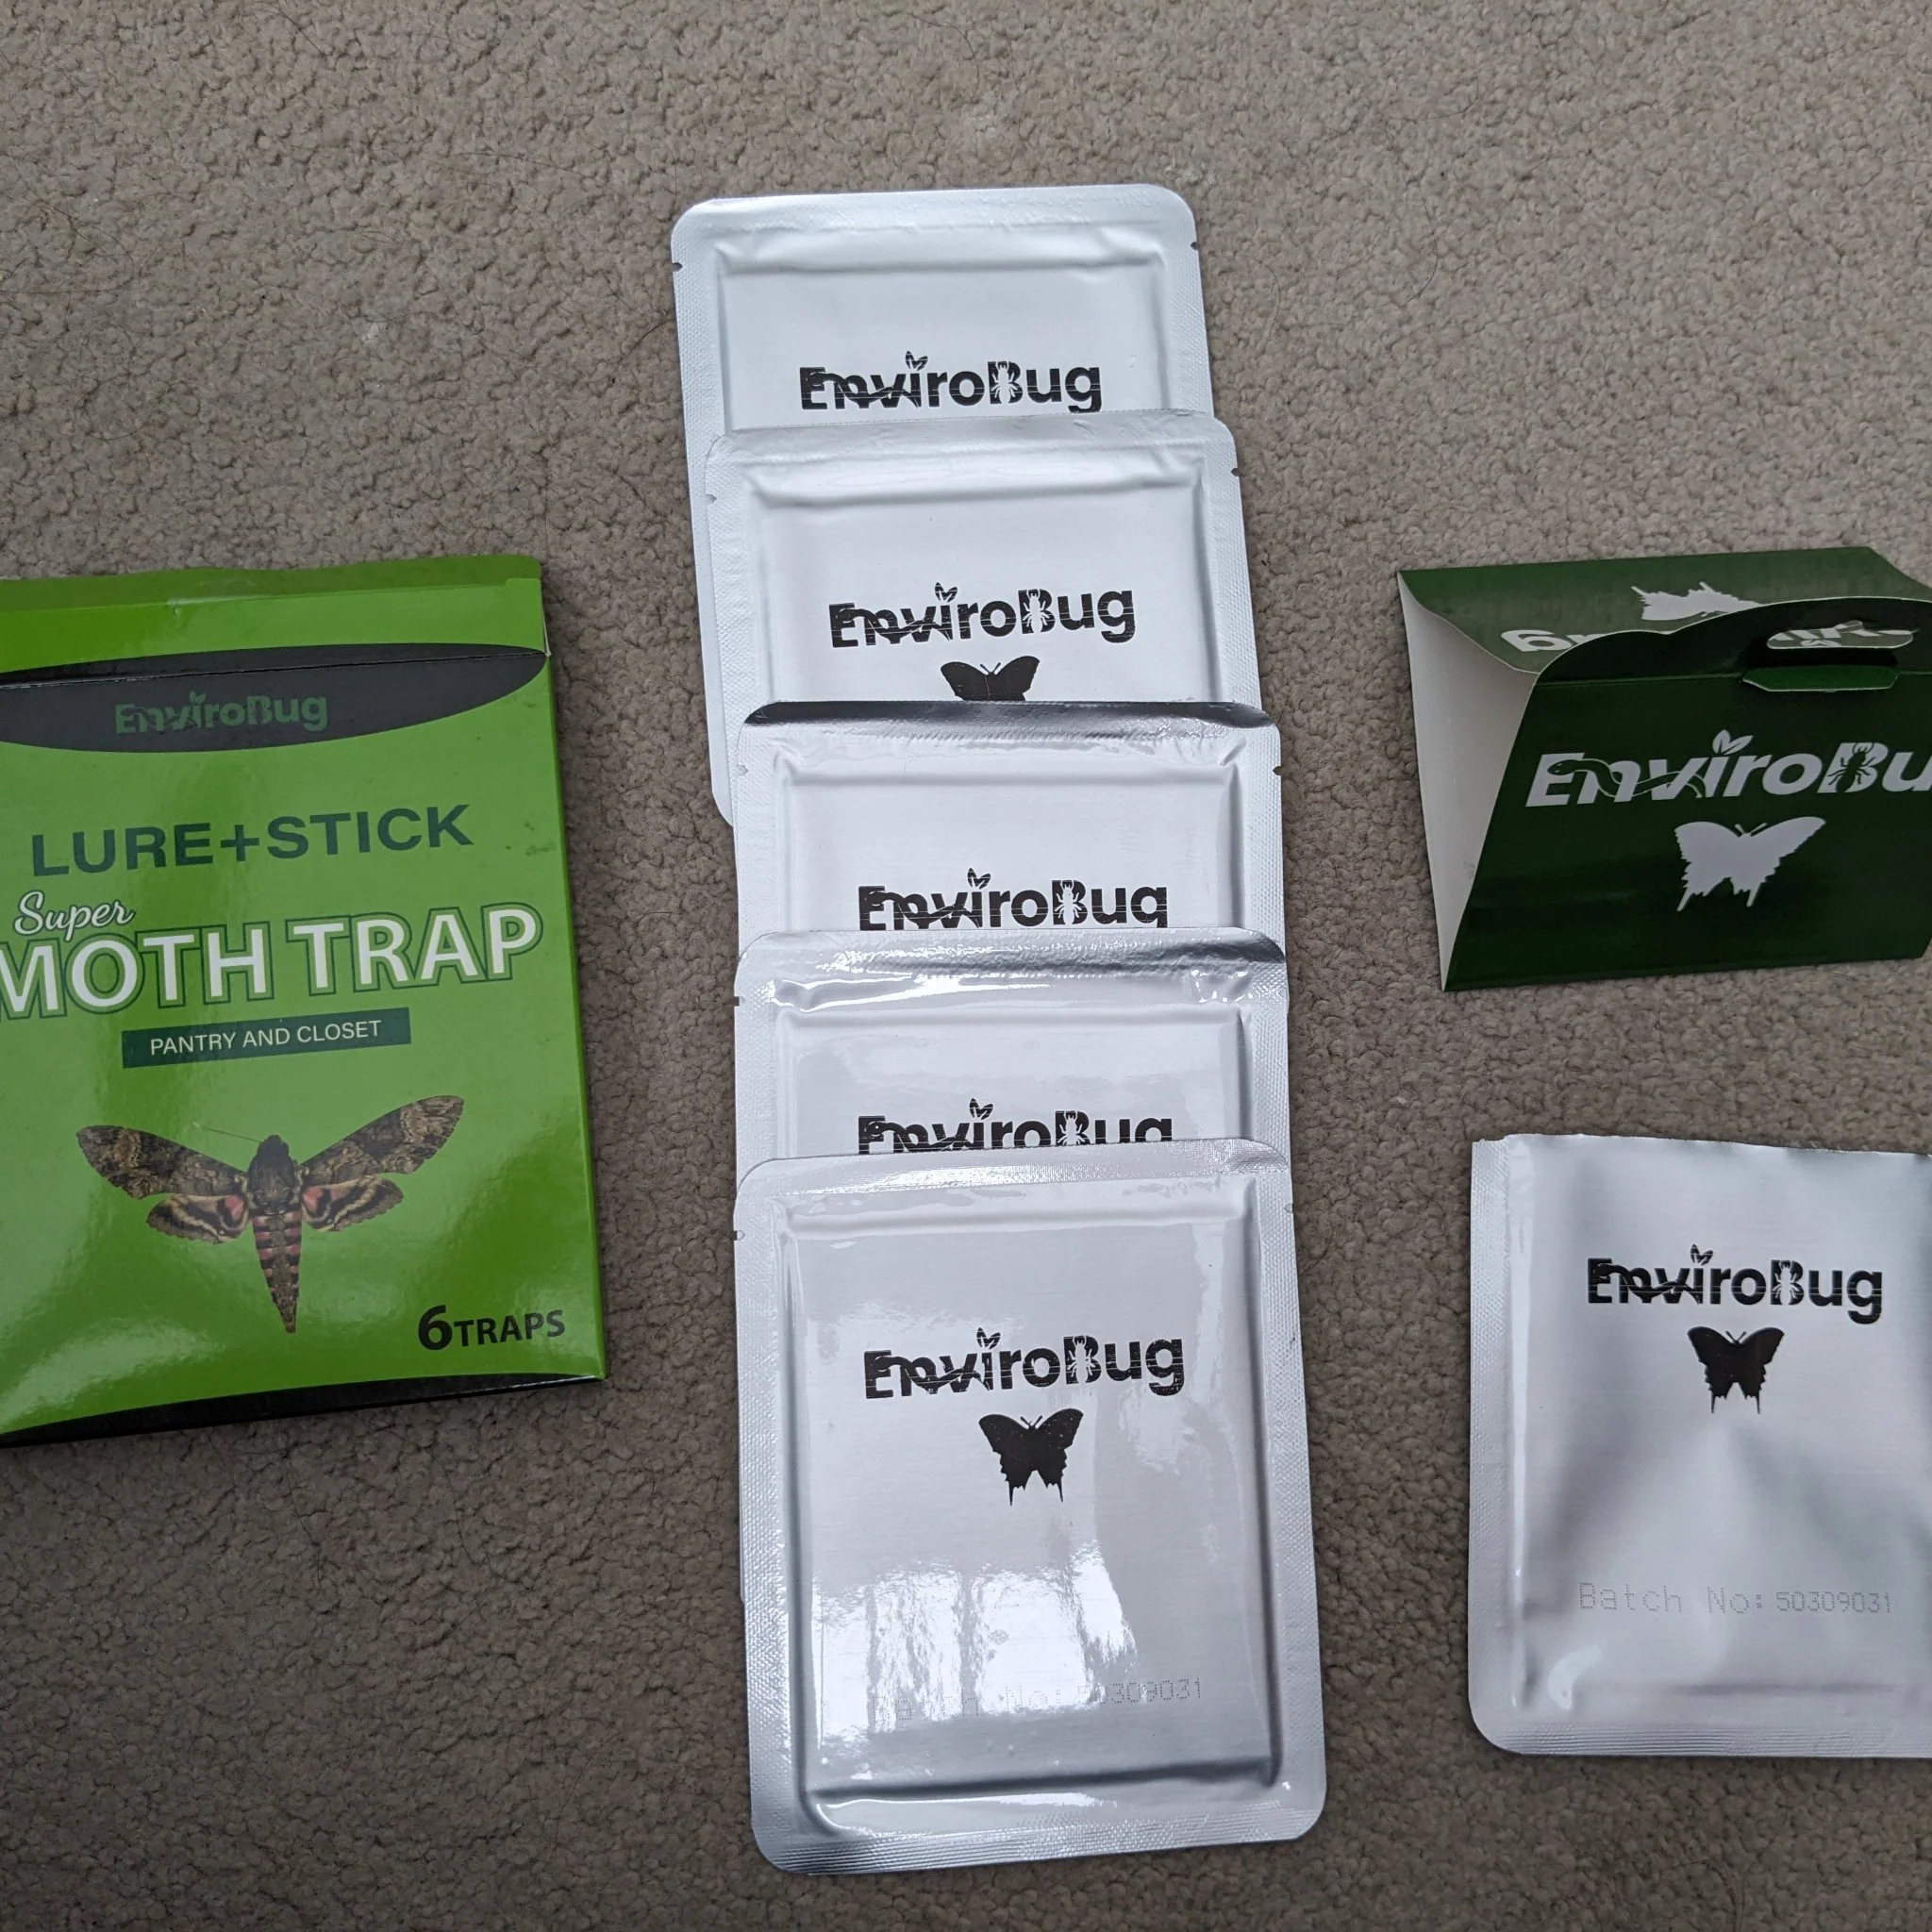 EnviroBug
LURE+STICK
Super
MOTH TRAP
PANTRY AND CLOSET
6TRAPS
EnviroBug
EnviroBug
EnviroBug
EnviroBug
EnviroBug
EnviroBu
EnviroBug
Batch No: 50309031